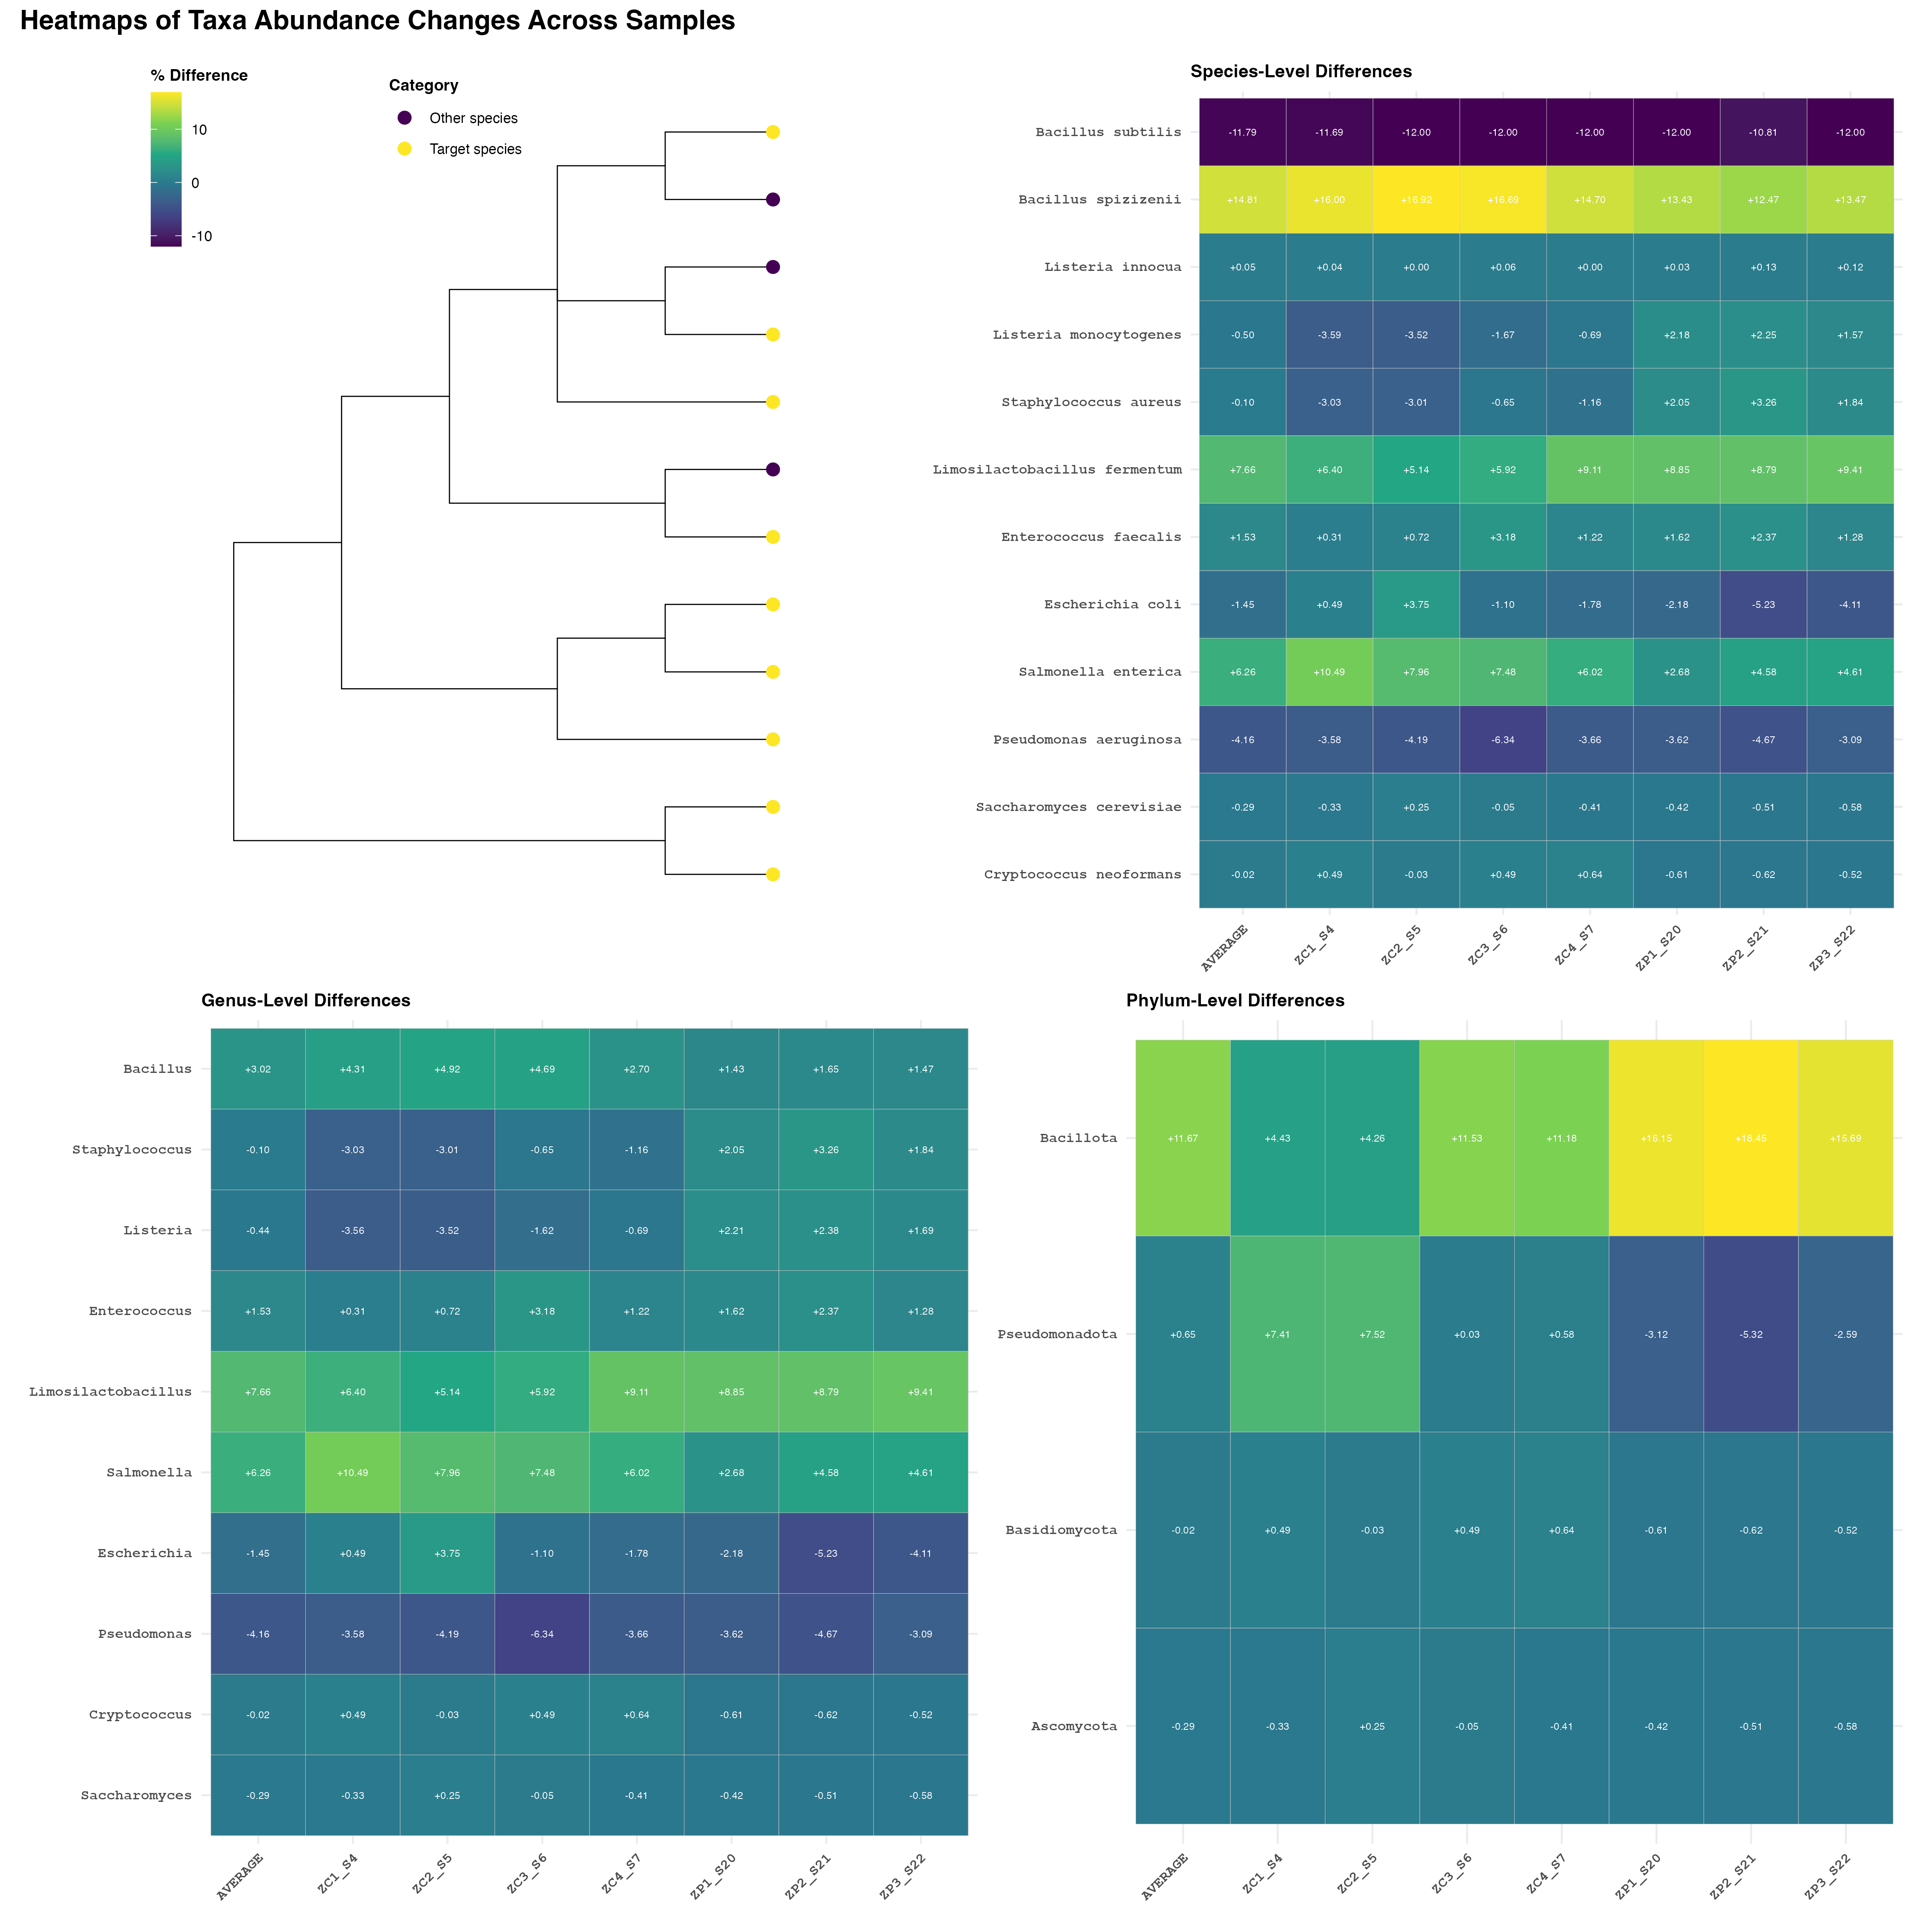 Heatmaps of Taxa Abundance Changes Across Samples
% Difference
10
0
-10
Category
Other species
Target species
Species-Level Differences
Bacillus subtilis -11.79 -11.69 -12.00 -12.00 -12.00 -12.00 -10.81 -12.00
Bacillus spizizenii +14.81 +16.00 +16.92 +16.69 +14.70 +13.43 +12.47 +13.47
Listeria innocua +0.05 +0.04 +0.00 +0.06 +0.00 +0.03 +0.13 +0.12
Listeria monocytogenes -0.50 -3.59 -3.52 -1.67 -0.69 +2.18 +2.25 +1.57
Staphylococcus aureus -0.10 -3.03 -3.01 -0.65 -1.16 +2.05 +3.26 +1.84
Limosilactobacillus fermentum +7.66 +6.40 +5.14 +5.92 +9.11 +8.85 +8.79 +9.41
Enterococcus faecalis +1.53 +0.31 +0.72 +3.18 +1.22 +1.62 +2.37 +1.28
Escherichia coli -1.45 +0.49 +3.75 -1.10 -1.78 -2.18 -5.23 -4.11
Salmonella enterica +6.26 +10.49 +7.96 +7.48 +6.02 +2.68 +4.58 +4.61
Pseudomonas aeruginosa -4.16 -3.58 -4.19 -6.34 -3.66 -3.62 -4.67 -3.09
Saccharomyces cerevisiae -0.29 -0.33 +0.25 -0.05 -0.41 -0.42 -0.51 -0.58
Cryptococcus neoformans -0.02 +0.49 -0.03 +0.49 +0.64 -0.61 -0.62 -0.52
AVERAGE ZC1_S4 ZC2_S5 ZC3_S6 ZC4_S7 ZP1_S20 ZP2_S21 ZP3_S22
Genus-Level Differences
Bacillus +3.02 +4.31 +4.92 +4.69 +2.70 +1.43 +1.65 +1.47
Staphylococcus -0.10 -3.03 -3.01 -0.65 -1.16 +2.05 +3.26 +1.84
Listeria -0.44 -3.56 -3.52 -1.62 -0.69 +2.21 +2.38 +1.69
Enterococcus +1.53 +0.31 +0.72 +3.18 +1.22 +1.62 +2.37 +1.28
Limosilactobacillus +7.66 +6.40 +5.14 +5.92 +9.11 +8.85 +8.79 +9.41
Salmonella +6.26 +10.49 +7.96 +7.48 +6.02 +2.68 +4.58 +4.61
Escherichia -1.45 +0.49 +3.75 -1.10 -1.78 -2.18 -5.23 -4.11
Pseudomonas -4.16 -3.58 -4.19 -6.34 -3.66 -3.62 -4.67 -3.09
Cryptococcus -0.02 +0.49 -0.03 +0.49 +0.64 -0.61 -0.62 -0.52
Saccharomyces -0.29 -0.33 +0.25 -0.05 -0.41 -0.42 -0.51 -0.58
AVERAGE ZC1_S4 ZC2_S5 ZC3_S6 ZC4_S7 ZP1_S20 ZP2_S21 ZP3_S22
Phylum-Level Differences
Bacillota +11.67 +4.43 +4.26 +11.53 +11.18 +16.15 +18.45 +15.69
Pseudomonadota +0.65 +7.41 +7.52 +0.03 +0.58 -3.12 -5.32 -2.59
Basidiomycota -0.02 +0.49 -0.03 +0.49 +0.64 -0.61 -0.62 -0.52
Ascomycota -0.29 -0.33 +0.25 -0.05 -0.41 -0.42 -0.51 -0.58
AVERAGE ZC1_S4 ZC2_S5 ZC3_S6 ZC4_S7 ZP1_S20 ZP2_S21 ZP3_S22